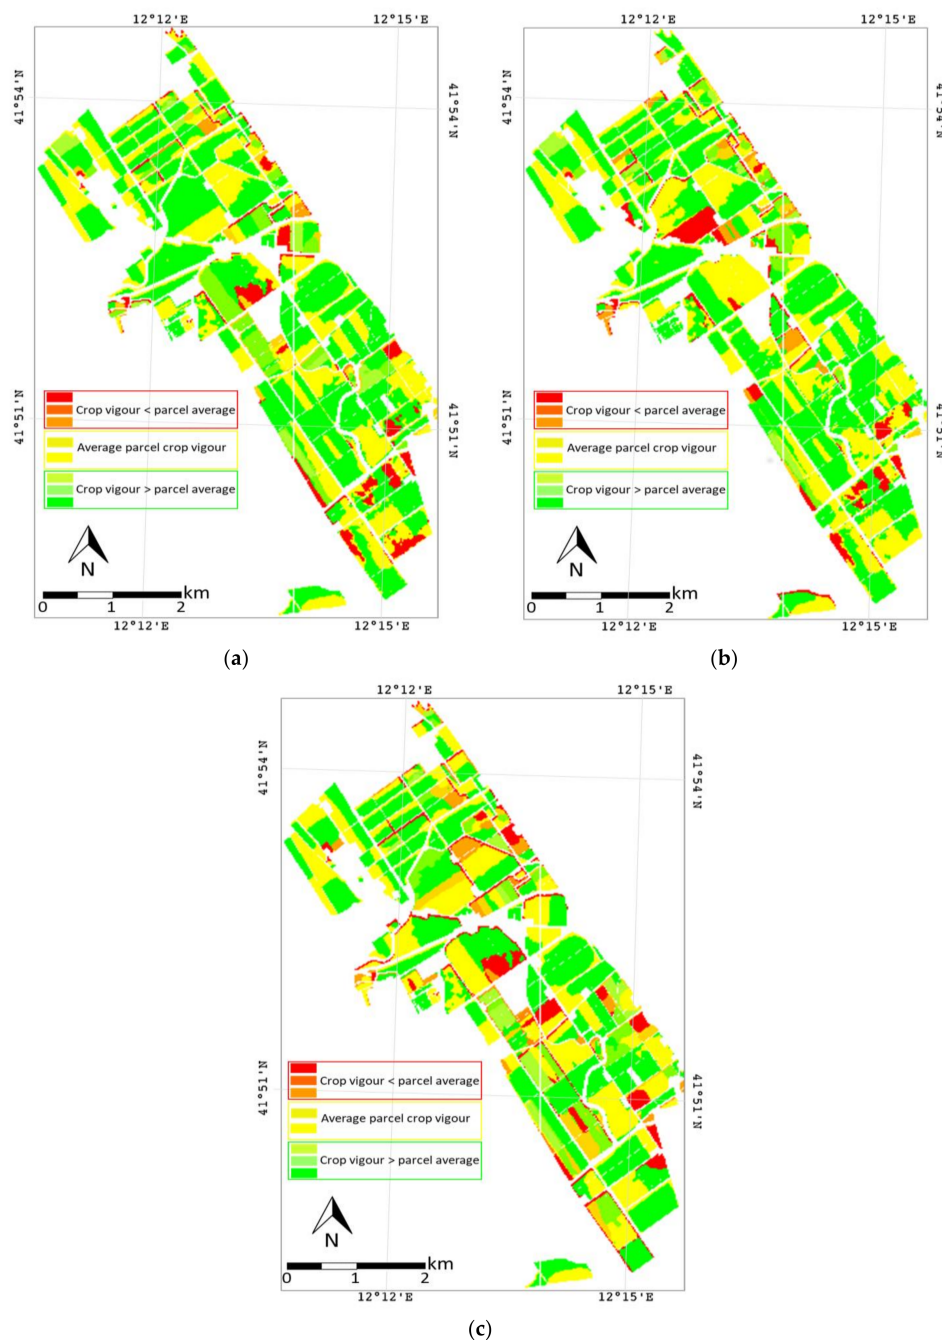 12°12'E 12°15'E 12°12'E 12°15'E
41°54'N 41°54'N 41°54'N
41°51'N 41°51'N 41°51'N
Crop vigour < parcel average
Average parcel crop vigour
Crop vigour > parcel average
N
km
0 1 2
12°12'E 12°15'E
(a)
Crop vigour < parcel average
Average parcel crop vigour
Crop vigour > parcel average
N
km
0 1 2
12°12'E 12°15'E
(b)
12°12'E 12°15'E
41°54'N 41°54'N
41°51'N 41°51'N
Crop vigour < parcel average
Average parcel crop vigour
Crop vigour > parcel average
N
km
0 1 2
12°12'E 12°15'E
(c)